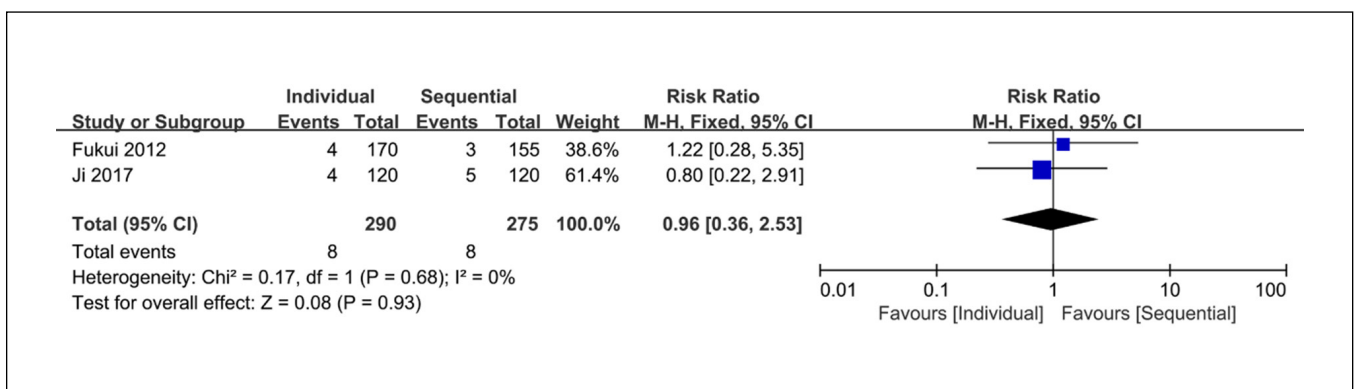 Individual Sequential Risk Ratio Risk Ratio
Study or Subgroup Events Total Events Total Weight M-H, Fixed, 95% CI M-H, Fixed, 95% CI
Fukui 2012 4 170 3 155 38.6% 1.22 [0.28, 5.35]
Ji 2017 4 120 5 120 61.4% 0.80 [0.22, 2.91]
Total (95% CI) 290 275 100.0% 0.96 [0.36, 2.53]
Total events 8 8
Heterogeneity: Chi² = 0.17, df = 1 (P = 0.68); I² = 0%
Test for overall effect: Z = 0.08 (P = 0.93)
0.01 0.1 1 10 100
Favours [Individual] Favours [Sequential]